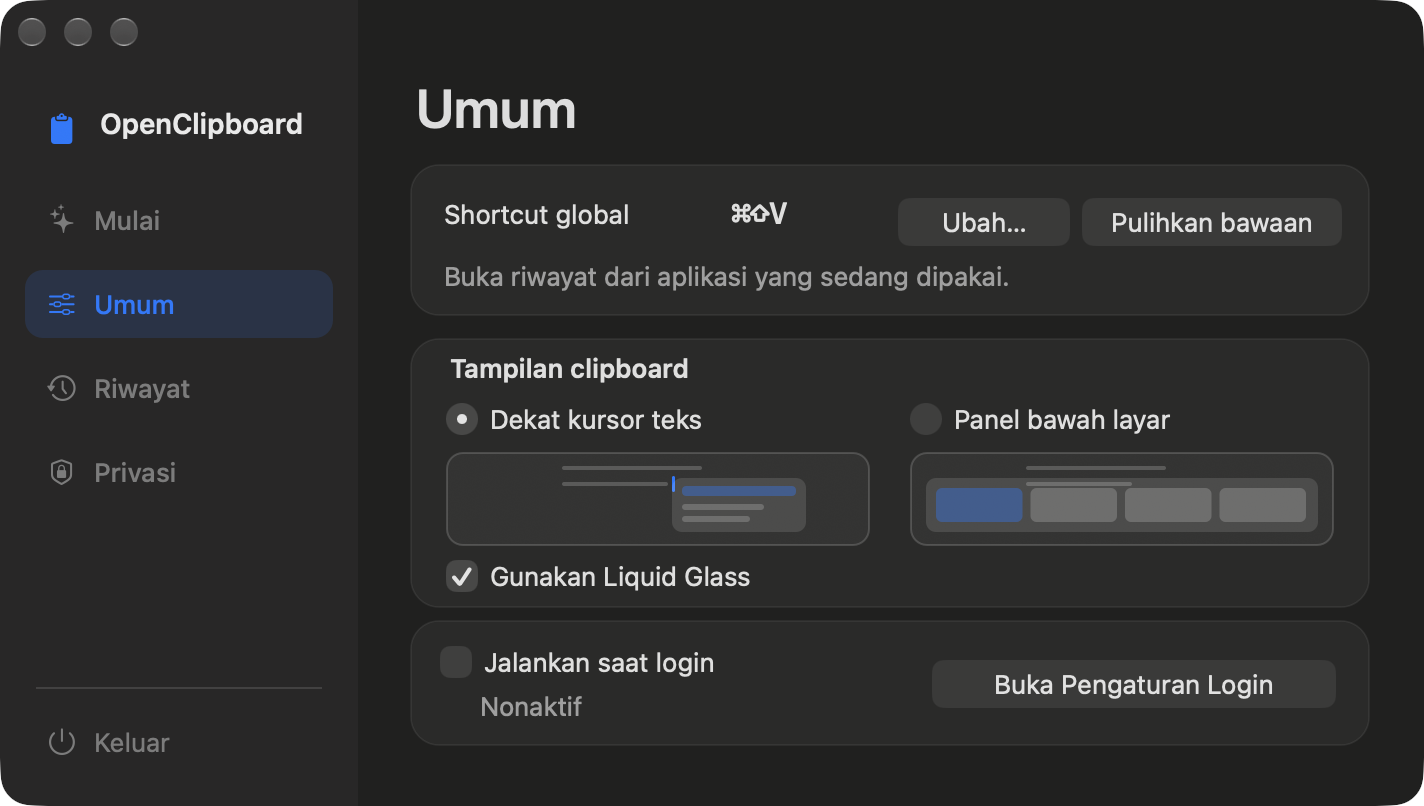 OpenClipboard
Mulai
Umum
Riwayat
Privasi
Keluar
Umum
Shortcut global ⌘⇧V Ubah... Pulihkan bawaan
Buka riwayat dari aplikasi yang sedang dipakai.
Tampilan clipboard
Dekat kursor teks Panel bawah layar
Gunakan Liquid Glass
Jalankan saat login
Nonaktif
Buka Pengaturan Login